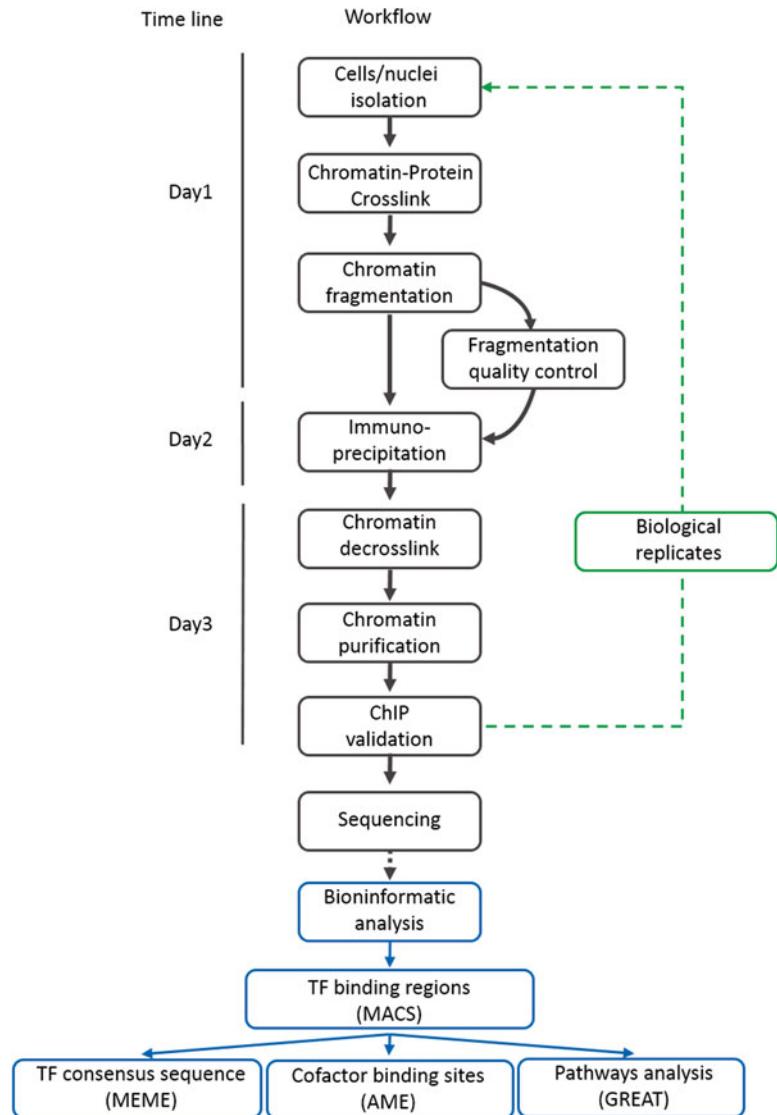 Time line
Workflow
Cells/nuclei
isolation
Day1
Chromatin-Protein
Crosslink
Chromatin
fragmentation
Fragmentation
quality control
Day2
Immuno-
precipitation
Chromatin
decrosslink
Biological
replicates
Day3
Chromatin
purification
ChIP
validation
Sequencing
Bioninformatic
analysis
TF binding regions
(MACS)
TF consensus sequence
(MEME)
Cofactor binding sites
(AME)
Pathways analysis
(GREAT)